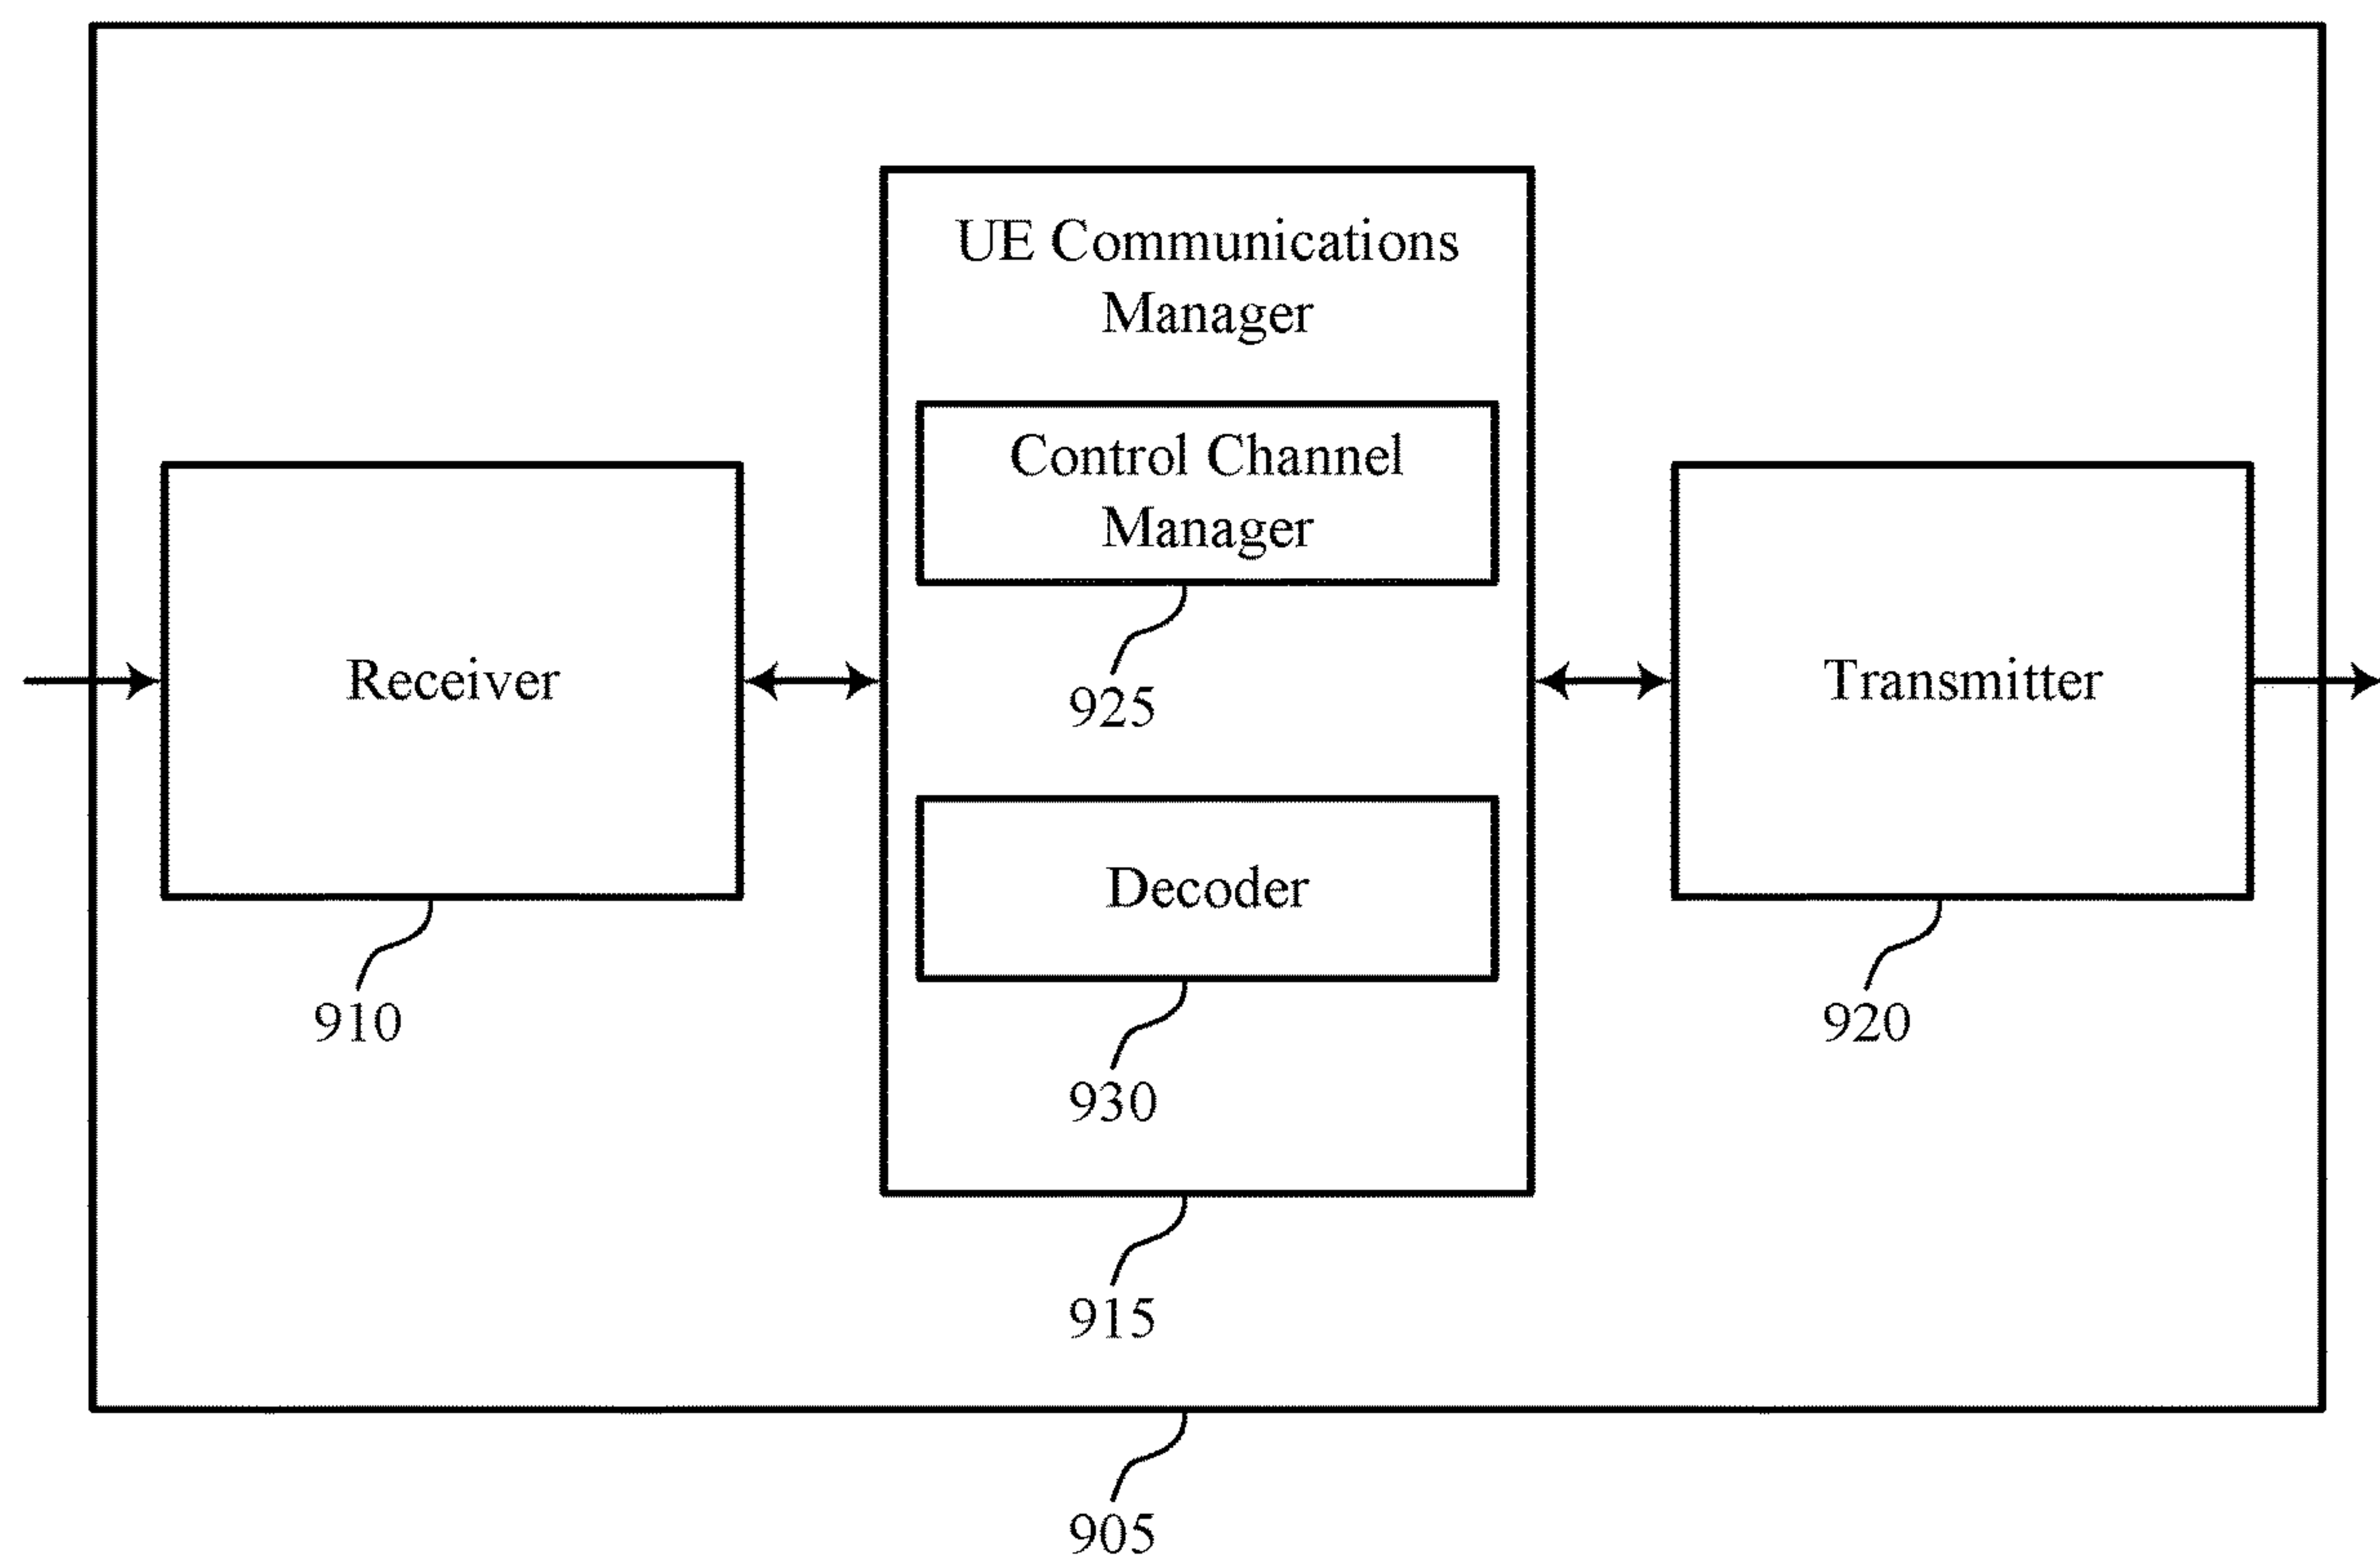 UE Communications
Manager
Control Channel
Manager
925
Receiver
910
Decoder
930
Transmitter
920
915
905